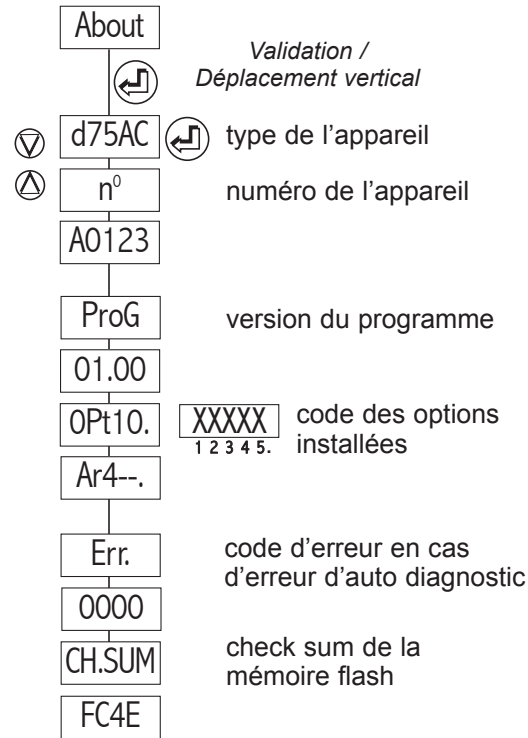 About
Validation /
Déplacement vertical
d75AC type de l'appareil
n⁰ numéro de l'appareil
A0123
ProG version du programme
01.00
0Pt10. XXXXX code des options
1 2 3 4 5. installées
Ar4--.
Err. code d'erreur en cas
d'erreur d'auto diagnostic
0000
CH.SUM check sum de la
mémoire flash
FC4E